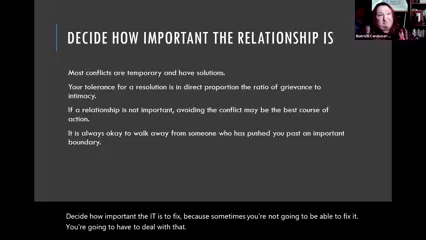 DECIDE HOW IMPORTANT THE RELATIONSHIP IS
Most conflicts are temporary and have solutions.
Your tolerance for a resolution is in direct proportion the ratio of grievance to
intimacy.
If a relationship is not important, avoiding the conflict may be the best course of
action.
It is always okay to walk away from someone who has pushed you past an important
boundary.
Decide how important the IT is to fix, because sometimes you're not going to be able to fix it.
You're going to have to deal with that.